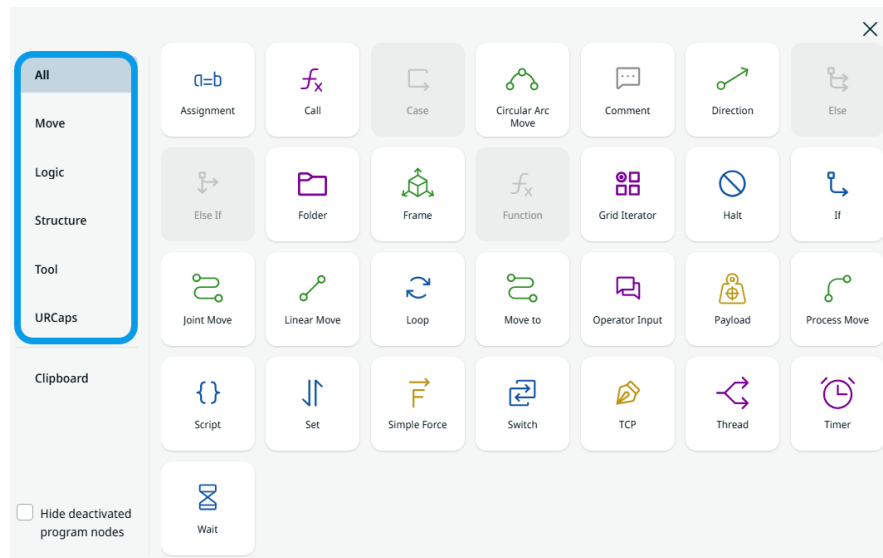 All
Move
Logic
Structure
Tool
URCaps
Clipboard
Hide deactivated
program nodes
a=b
Assignment
fx
Call
Case
Circular Arc
Move
Comment
Direction
Else
Else If
Folder
Frame
fx
Function
Grid Iterator
Halt
If
Joint Move
Linear Move
Loop
Move to
Operator Input
Payload
Process Move
{ }
Script
Set
F
Simple Force
Switch
TCP
Thread
Timer
Wait